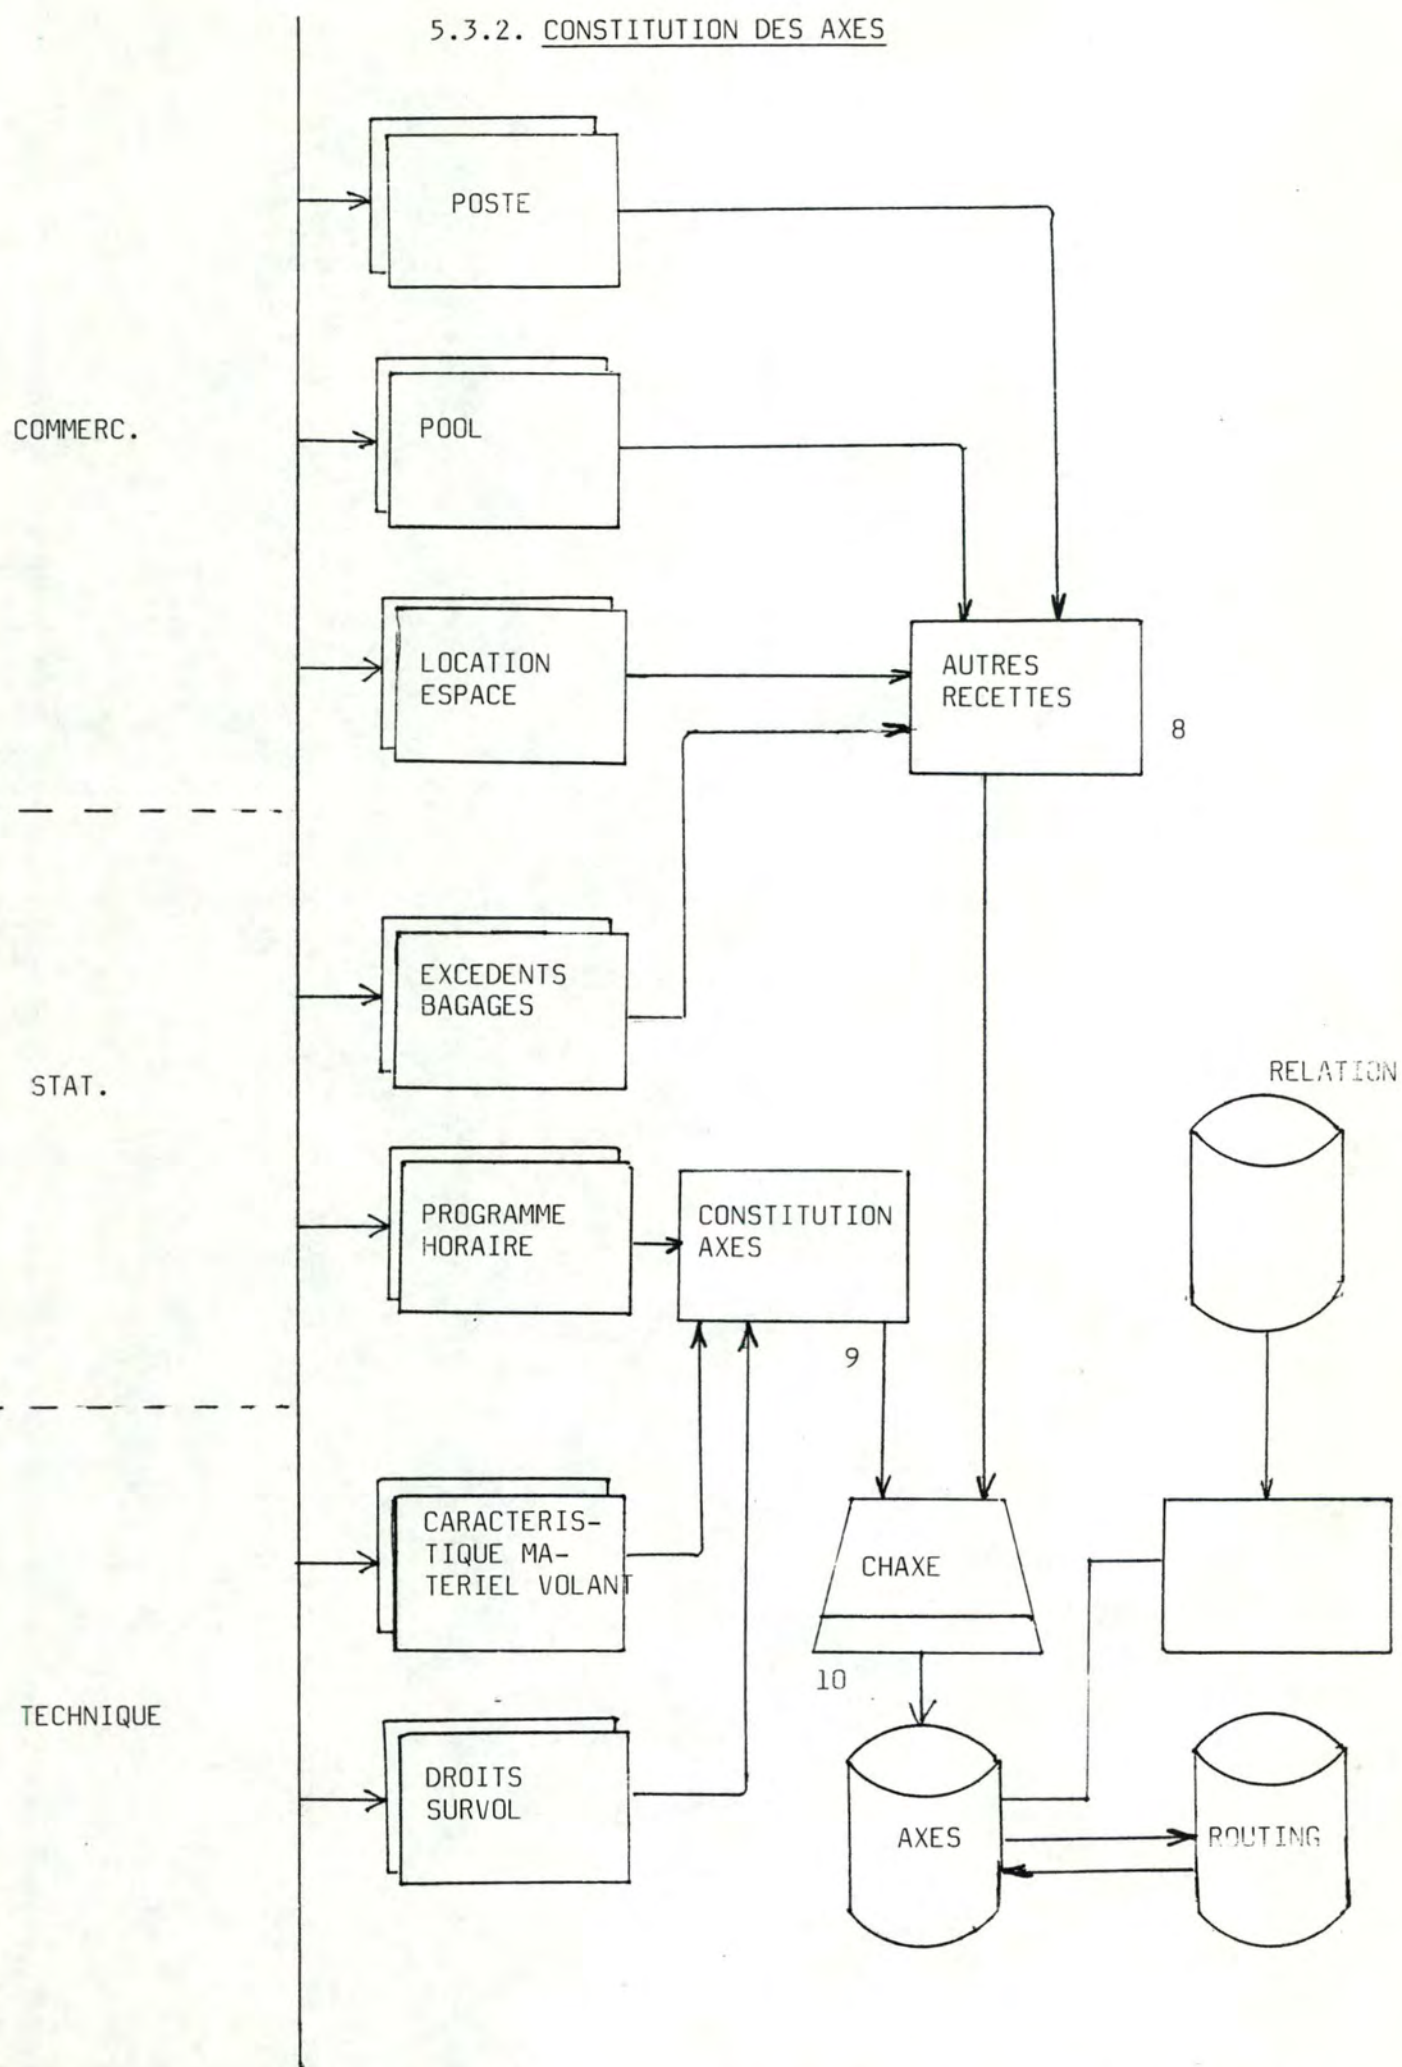 5.3.2. CONSTITUTION DES AXES
POSTE
COMMERC.
POOL
LOCATION
ESPACE
AUTRES
RECETTES
8
EXCEDENTS
BAGAGES
STAT.
RELATION
PROGRAMME
HORAIRE
CONSTITUTION
AXES
9
CARACTERIS-
TIQUE MA-
TERIEL VOLANT
CHAXE
10
TECHNIQUE
DROITS
SURVOL
AXES
ROUTING